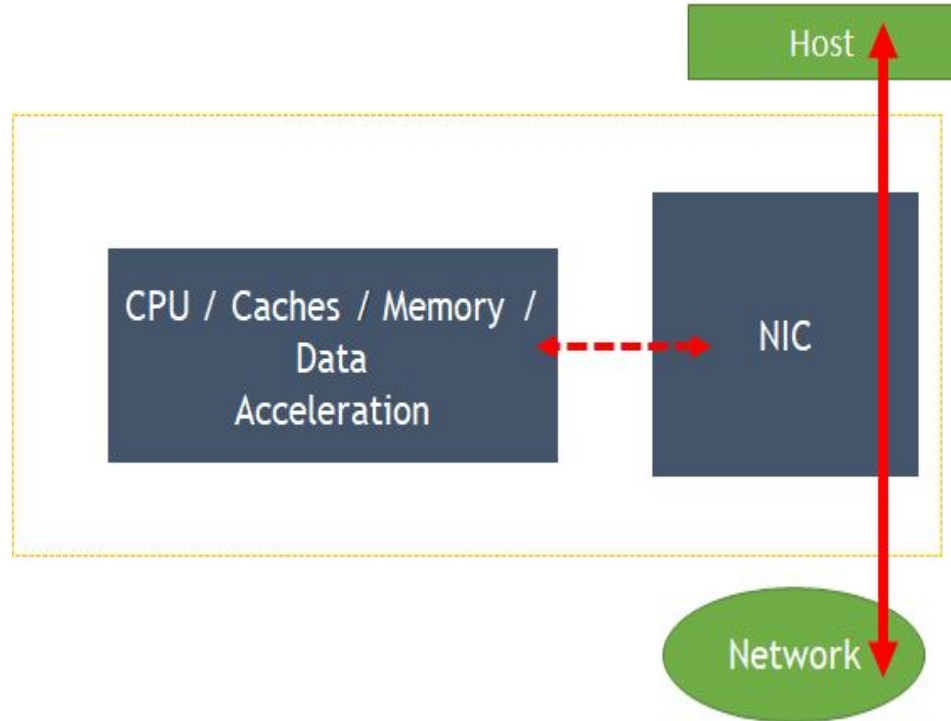 Host
CPU / Caches / Memory /
Data
Acceleration
NIC
Network